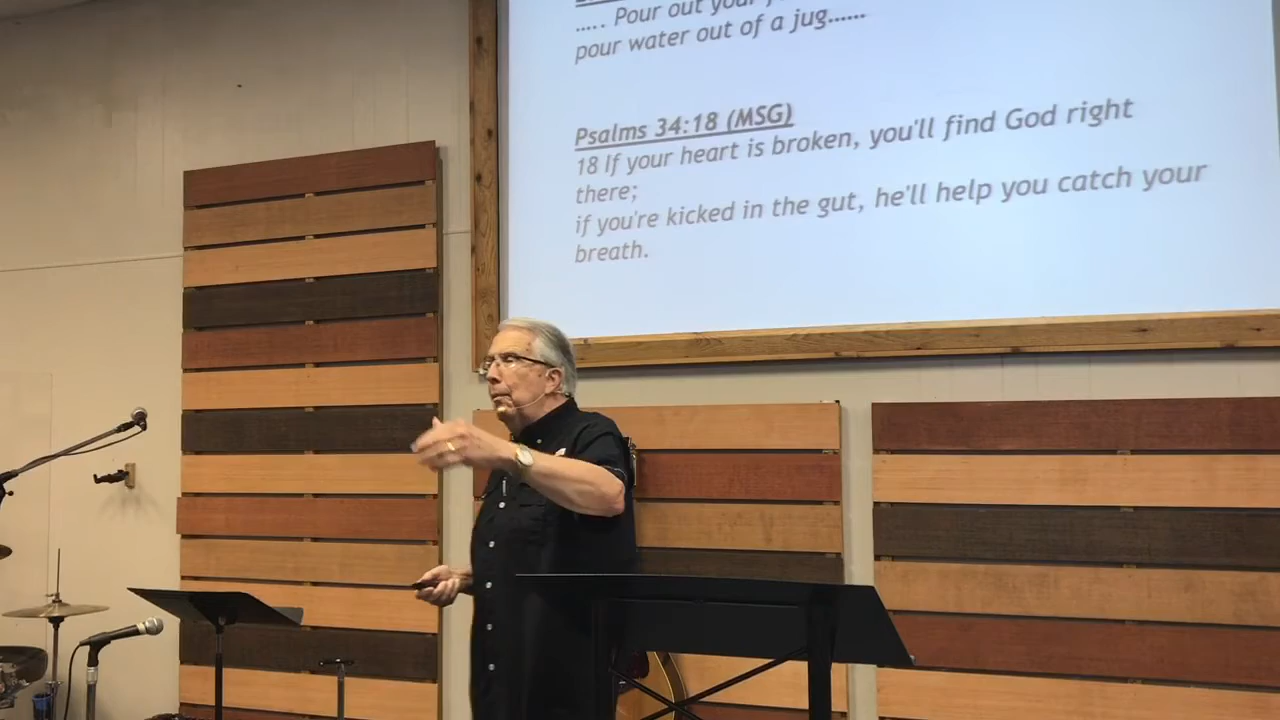 ..... Pour out your
pour water out of a jug......
Psalms 34:18 (MSG)
18 If your heart is broken, you'll find God right
there;
if you're kicked in the gut, he'll help you catch your
breath.